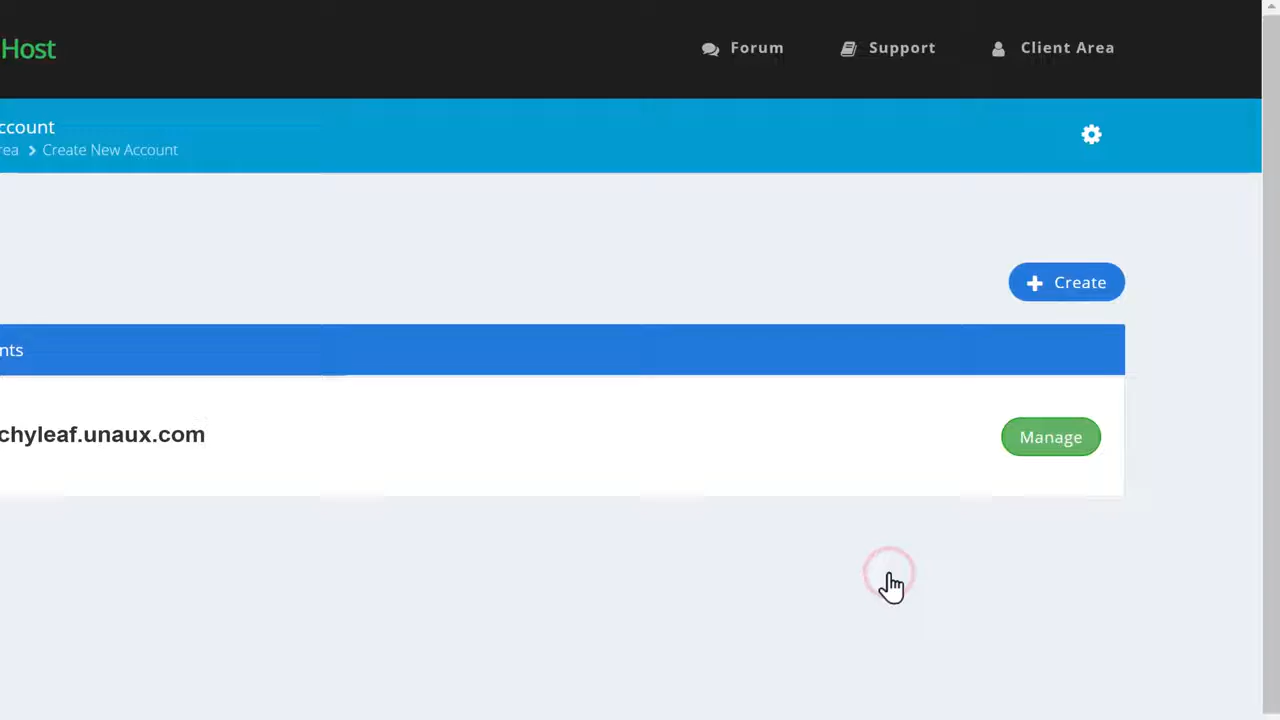 Host
Forum
Support
Client Area
ccount
rea
Create New Account
Create
nts
chyleaf.unaux.com
Manage